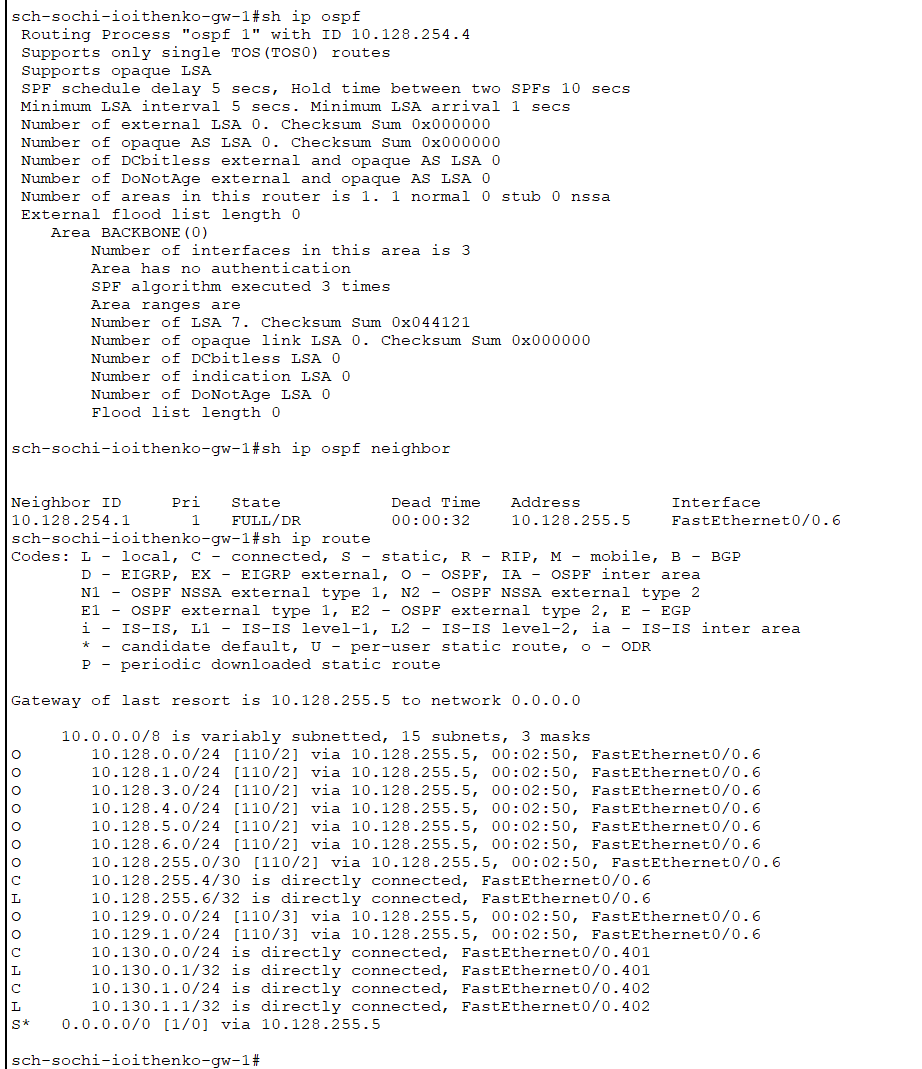 sch-sochi-ioithenko-gw-1#sh ip ospf
Routing Process "ospf 1" with ID 10.128.254.4
Supports only single TOS(TOS0) routes
Supports opaque LSA
SPF schedule delay 5 secs, Hold time between two SPFs 10 secs
Minimum LSA interval 5 secs. Minimum LSA arrival 1 secs
Number of external LSA 0. Checksum Sum 0x000000
Number of opaque AS LSA 0. Checksum Sum 0x000000
Number of DCbitless external and opaque AS LSA 0
Number of DoNotAge external and opaque AS LSA 0
Number of areas in this router is 1. 1 normal 0 stub 0 nssa
External flood list length 0
Area BACKBONE(0)
Number of interfaces in this area is 3
Area has no authentication
SPF algorithm executed 3 times
Area ranges are
Number of LSA 7. Checksum Sum 0x044121
Number of opaque link LSA 0. Checksum Sum 0x000000
Number of DCbitless LSA 0
Number of indication LSA 0
Number of DoNotAge LSA 0
Flood list length 0
sch-sochi-ioithenko-gw-1#sh ip ospf neighbor
Neighbor ID Pri State Dead Time Address Interface
10.128.254.1 1 FULL/DR 00:00:32 10.128.255.5 FastEthernet0/0.6
sch-sochi-ioithenko-gw-1#sh ip route
Codes: L - local, C - connected, S - static, R - RIP, M - mobile, B - BGP
D - EIGRP, EX - EIGRP external, O - OSPF, IA - OSPF inter area
N1 - OSPF NSSA external type 1, N2 - OSPF NSSA external type 2
E1 - OSPF external type 1, E2 - OSPF external type 2, E - EGP
i - IS-IS, L1 - IS-IS level-1, L2 - IS-IS level-2, ia - IS-IS inter area
* - candidate default, U - per-user static route, o - ODR
P - periodic downloaded static route
Gateway of last resort is 10.128.255.5 to network 0.0.0.0
10.0.0.0/8 is variably subnetted, 15 subnets, 3 masks
O 10.128.0.0/24 [110/2] via 10.128.255.5, 00:02:50, FastEthernet0/0.6
O 10.128.1.0/24 [110/2] via 10.128.255.5, 00:02:50, FastEthernet0/0.6
O 10.128.3.0/24 [110/2] via 10.128.255.5, 00:02:50, FastEthernet0/0.6
O 10.128.4.0/24 [110/2] via 10.128.255.5, 00:02:50, FastEthernet0/0.6
O 10.128.5.0/24 [110/2] via 10.128.255.5, 00:02:50, FastEthernet0/0.6
O 10.128.6.0/24 [110/2] via 10.128.255.5, 00:02:50, FastEthernet0/0.6
O 10.128.255.0/30 [110/2] via 10.128.255.5, 00:02:50, FastEthernet0/0.6
C 10.128.255.4/30 is directly connected, FastEthernet0/0.6
L 10.128.255.6/32 is directly connected, FastEthernet0/0.6
O 10.129.0.0/24 [110/3] via 10.128.255.5, 00:02:50, FastEthernet0/0.6
O 10.129.1.0/24 [110/3] via 10.128.255.5, 00:02:50, FastEthernet0/0.6
C 10.130.0.0/24 is directly connected, FastEthernet0/0.401
L 10.130.0.1/32 is directly connected, FastEthernet0/0.401
C 10.130.1.0/24 is directly connected, FastEthernet0/0.402
L 10.130.1.1/32 is directly connected, FastEthernet0/0.402
S* 0.0.0.0/0 [1/0] via 10.128.255.5
sch-sochi-ioithenko-gw-1#